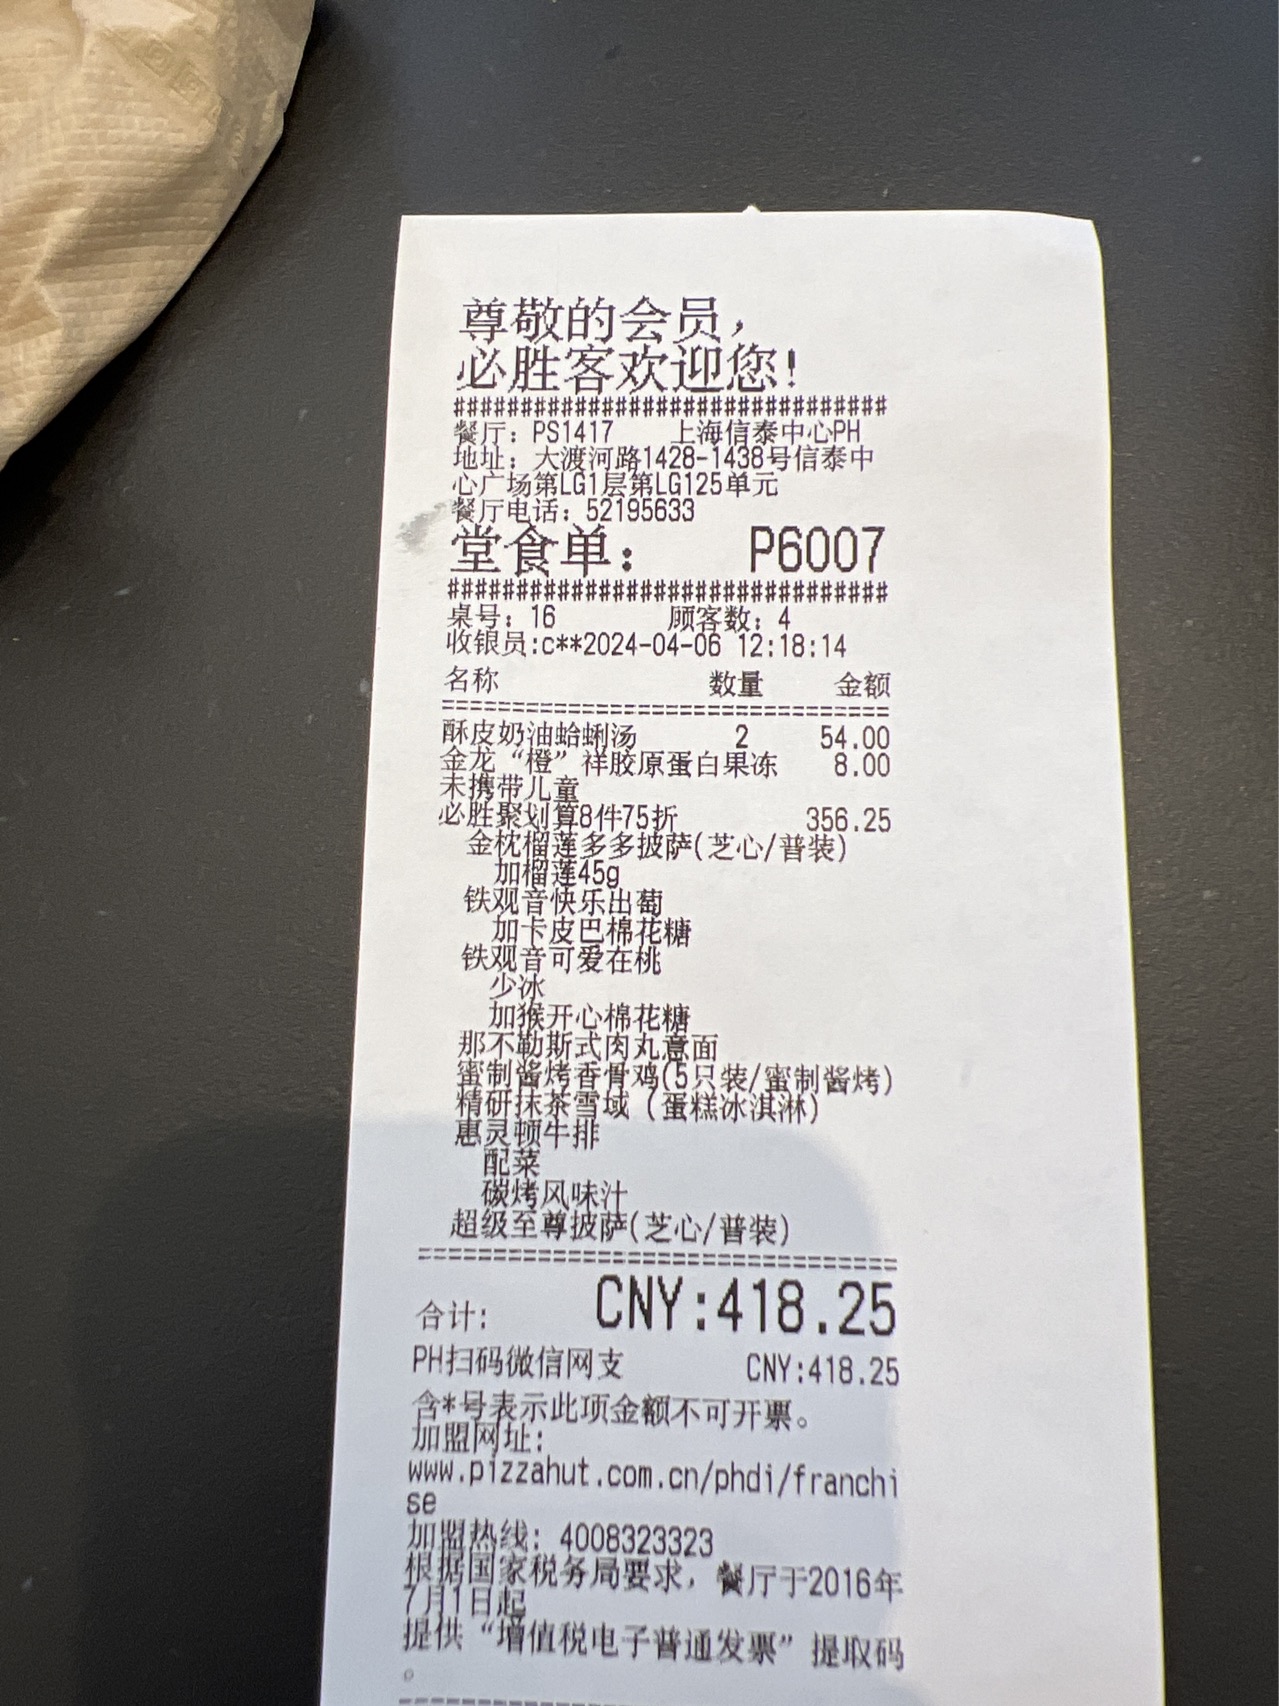 尊敬的会员，
必胜客欢迎您！
################################
餐厅：PS1417 上海信泰中心PH
地址：大渡河路1428-1438号信泰中
心广场第LG1层第LG125单元
餐厅电话：52195633
堂食单： P6007
################################
桌号：16 顾客数：4
收银员:c**2024-04-06 12:18:14
名称 数量 金额
================================
酥皮奶油蛤蜊汤 2 54.00
金龙“橙”祥胶原蛋白果冻 8.00
未携带儿童
必胜聚划算8件75折 356.25
金枕榴莲多多披萨(芝心/普装)
加榴莲45g
铁观音快乐出萄
加卡皮巴棉花糖
铁观音可爱在桃
少冰
加猴开心棉花糖
那不勒斯式肉丸意面
蜜制酱烤香骨鸡(5只装/蜜制酱烤)
精研抹茶雪域（蛋糕冰淇淋）
惠灵顿牛排
配菜
碳烤风味汁
超级至尊披萨(芝心/普装)
================================
合计: CNY:418.25
PH扫码微信网支 CNY:418.25
含*号表示此项金额不可开票。
加盟网址:
www.pizzahut.com.cn/phdi/franchi
se
加盟热线: 4008323323
根据国家税务局要求，餐厅于2016年
7月1日起
提供“增值税电子普通发票”提取码
。